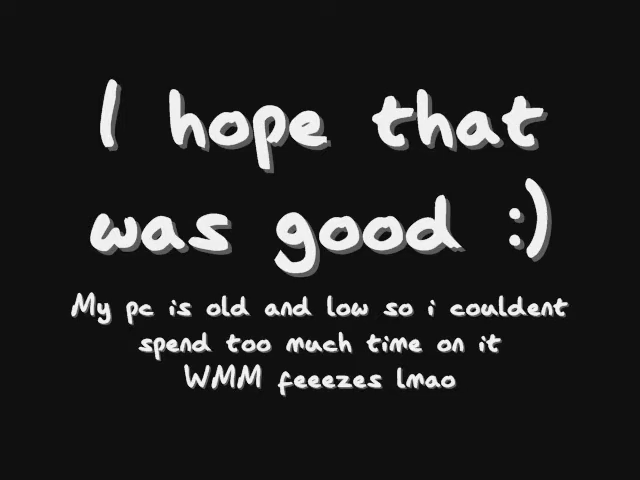 I hope that
was good :)
My pc is old and low so i couldent
spend too much time on it
WMM feeezes lmao